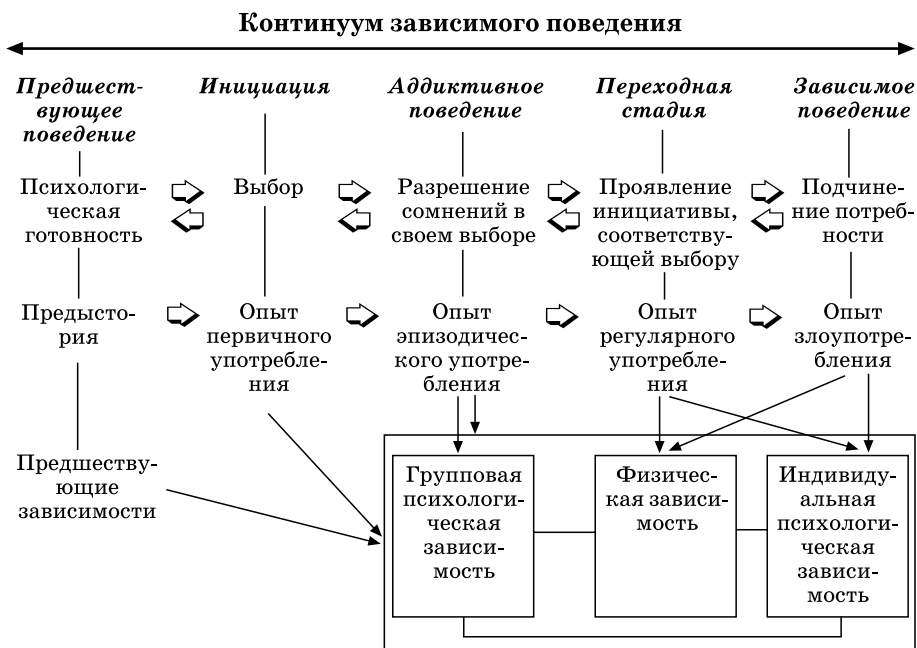 Континуум зависимого поведения
Предшест-
вующее
поведение
Инициация
Аддиктивное
поведение
Переходная
стадия
Зависимое
поведение
Психологи-
ческая
готовность
Выбор
Разрешение
сомнений в
своем выборе
Проявление
инициативы,
соответству-
ющей выбору
Подчине-
ние потреб-
ности
Предысто-
рия
Опыт
первичного
употребле-
ния
Опыт
эпизодичес-
кого упот-
ребления
Опыт
регулярного
употребле-
ния
Опыт
злоупотре-
бления
Предшеству-
ющие
зависимости
Групповая
психологи-
ческая
зависи-
мость
Физичес-
кая зависи-
мость
Индивиду-
альная
психологи-
ческая
зависи-
мость